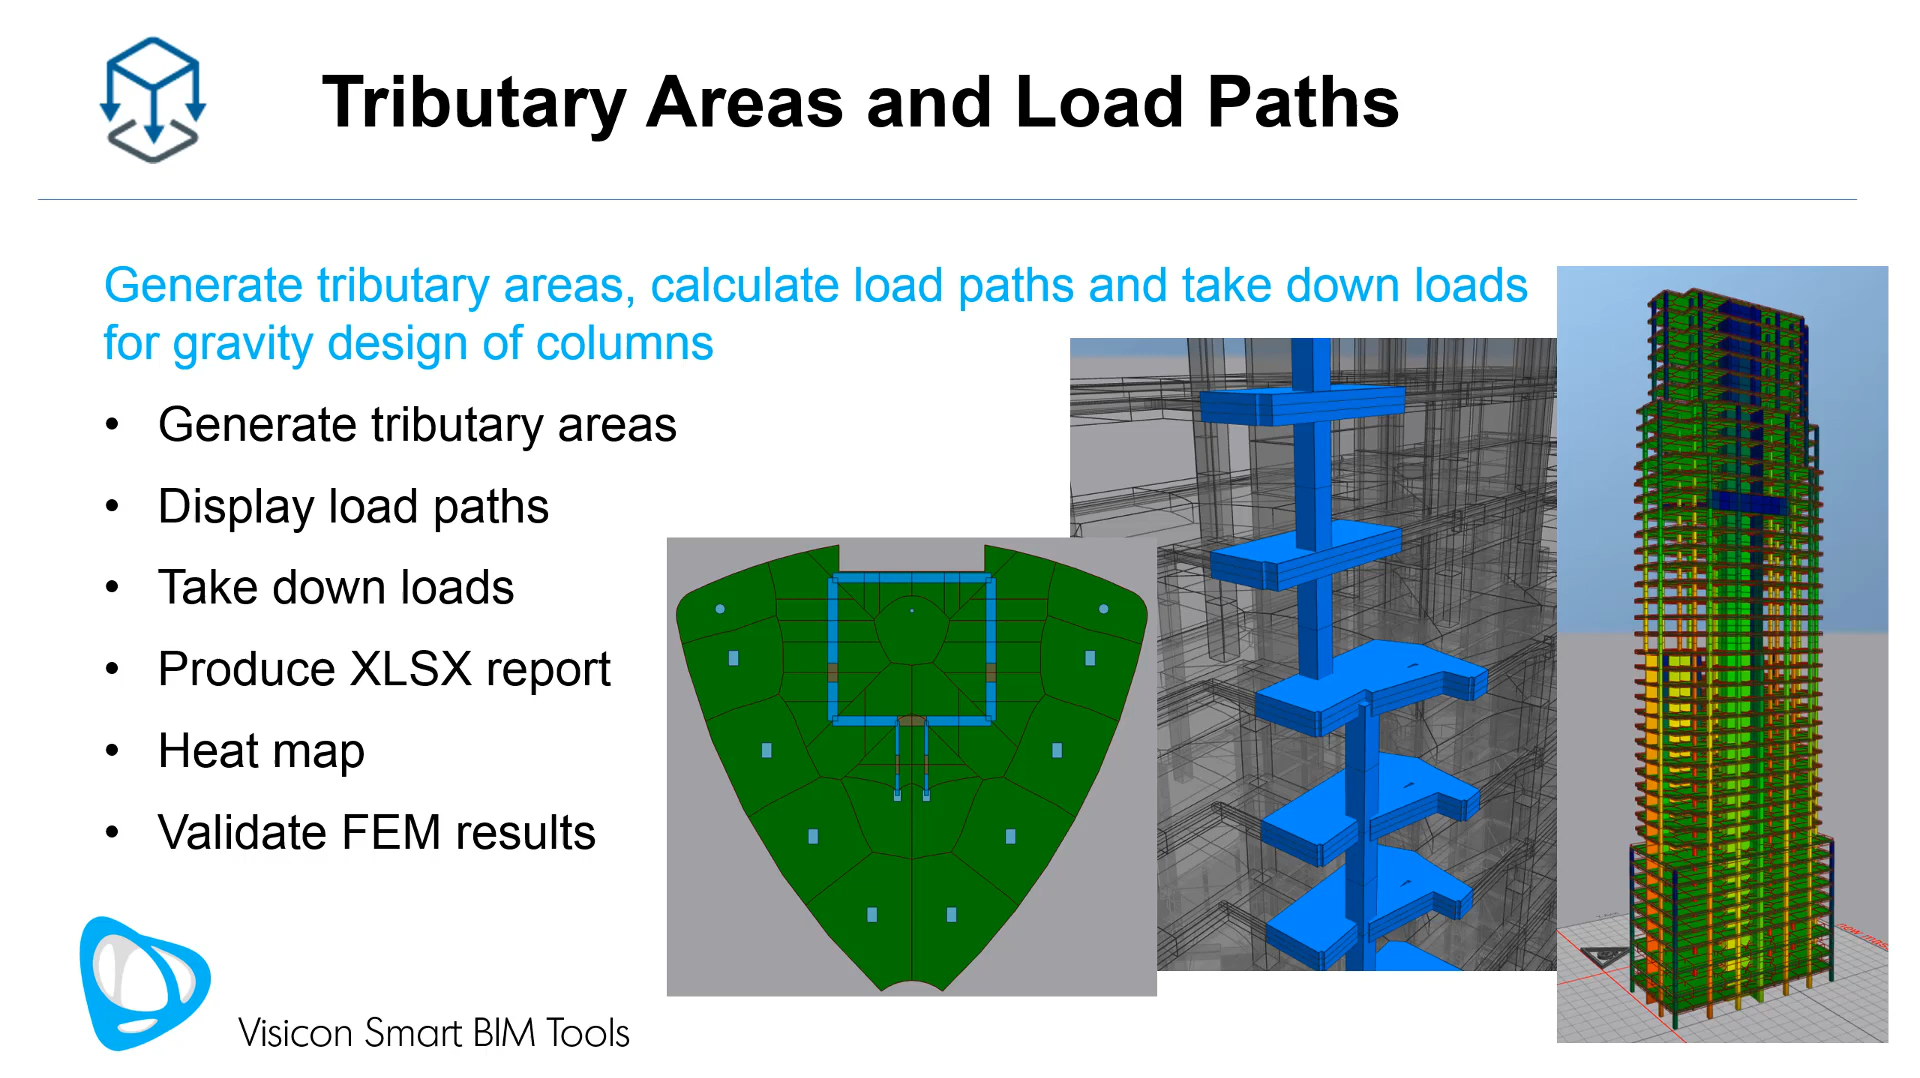 Tributary Areas and Load Paths
Generate tributary areas, calculate load paths and take down loads
for gravity design of columns
• Generate tributary areas
• Display load paths
• Take down loads
• Produce XLSX report
• Heat map
• Validate FEM results
Visicon Smart BIM Tools